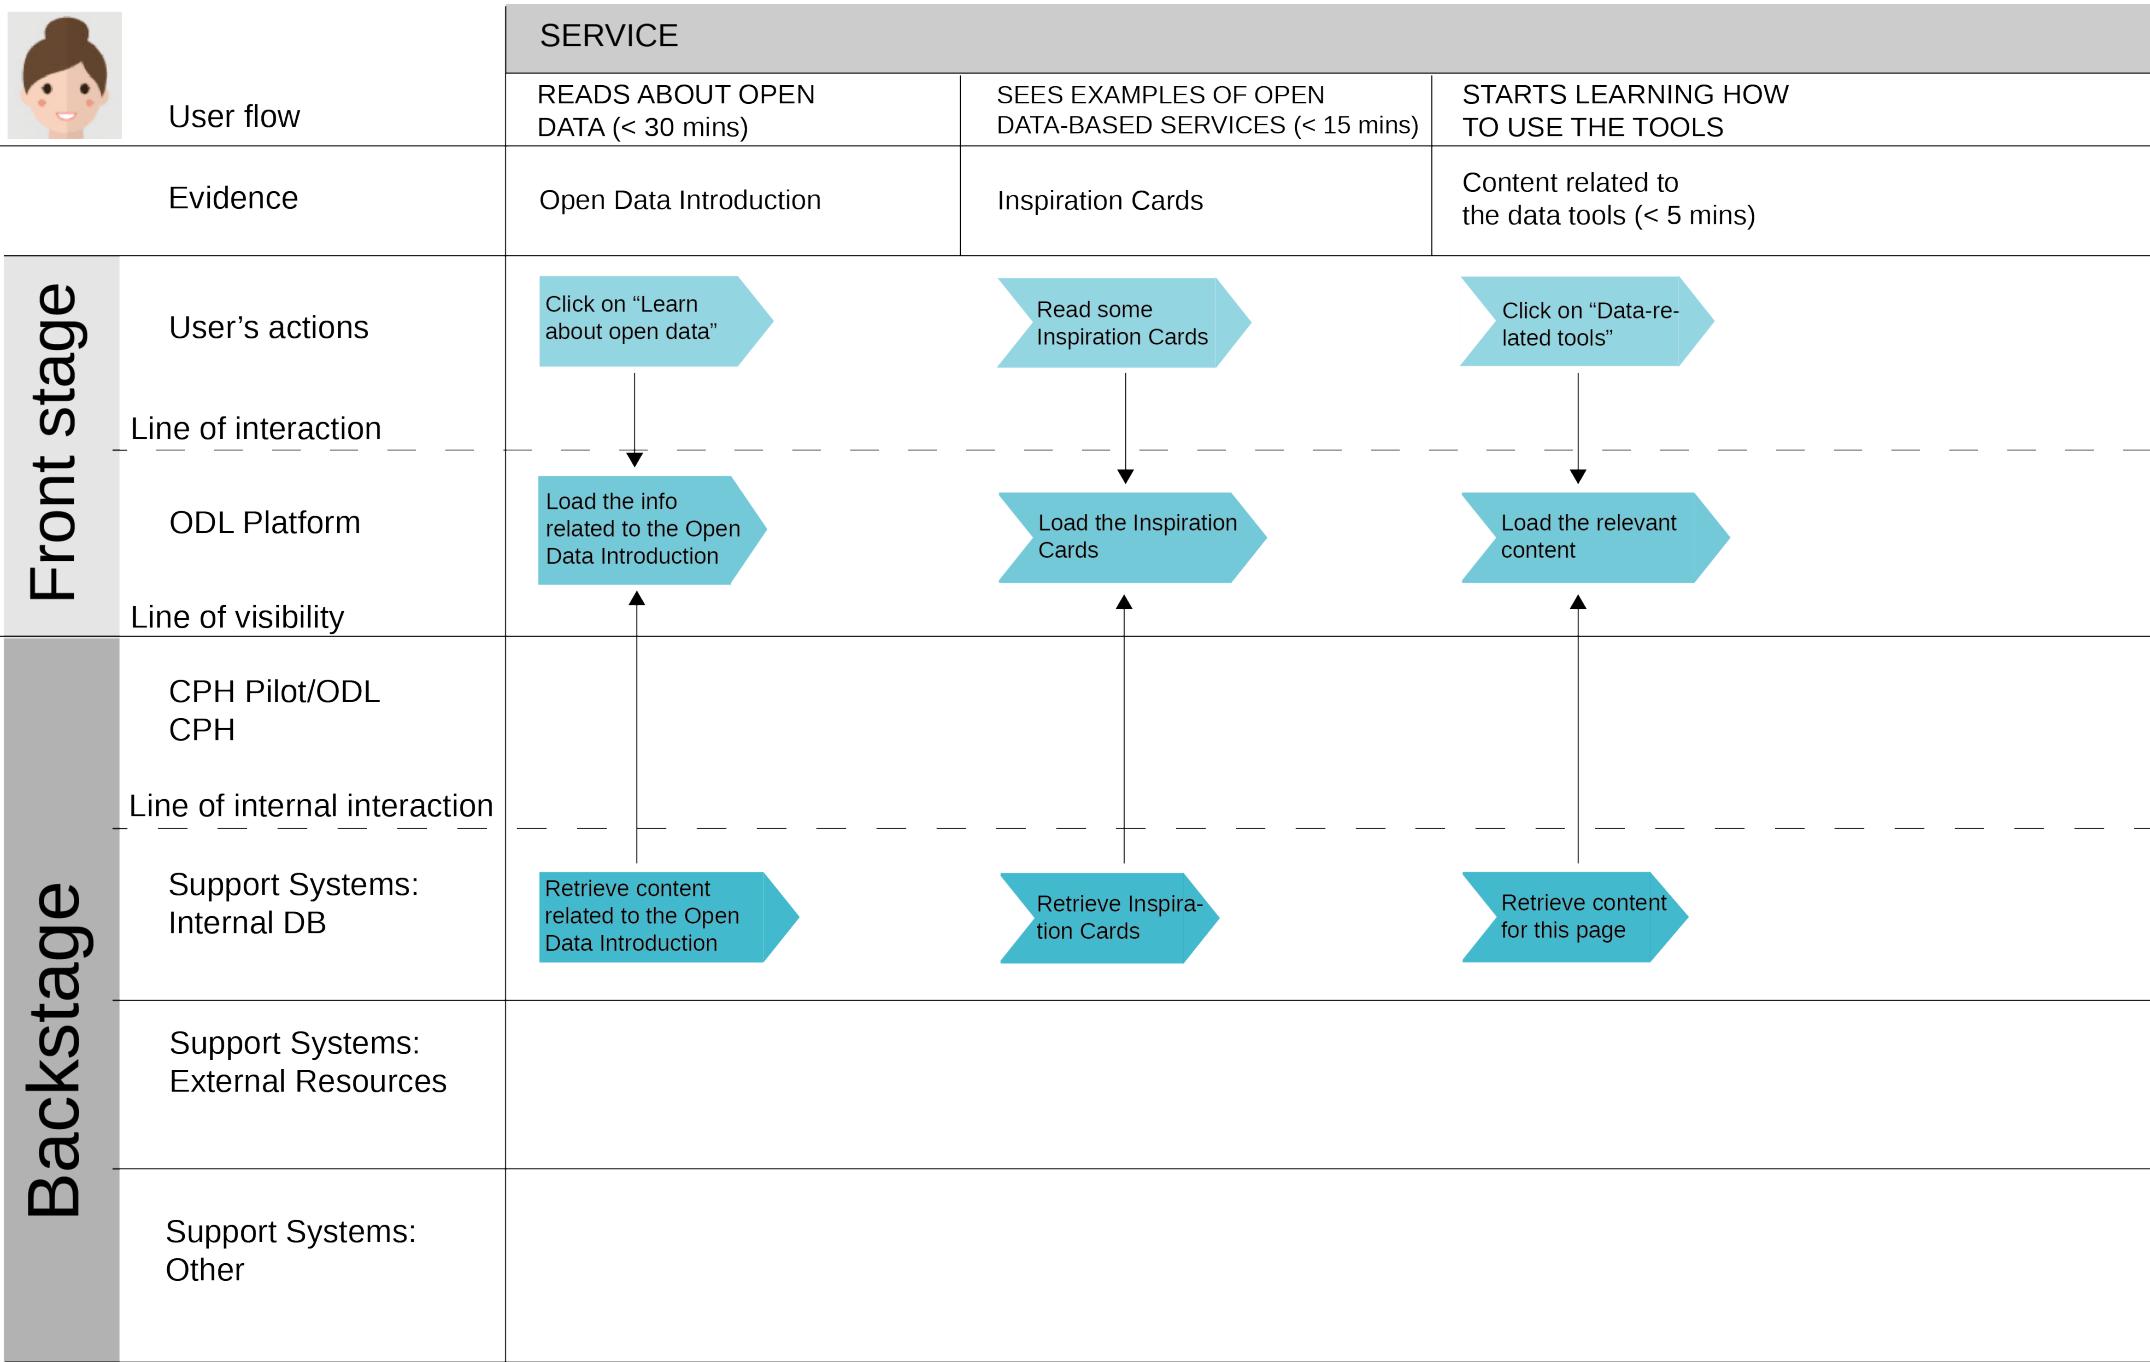 SERVICE
User flow
READS ABOUT OPEN
DATA (< 30 mins)
SEES EXAMPLES OF OPEN
DATA-BASED SERVICES (< 15 mins)
STARTS LEARNING HOW
TO USE THE TOOLS
Evidence
Open Data Introduction
Inspiration Cards
Content related to
the data tools (< 5 mins)
Front stage
User’s actions
Click on “Learn
about open data”
Read some
Inspiration Cards
Click on “Data-re-
lated tools”
Line of interaction
ODL Platform
Load the info
related to the Open
Data Introduction
Load the Inspiration
Cards
Load the relevant
content
Line of visibility
Backstage
CPH Pilot/ODL
CPH
Line of internal interaction
Support Systems:
Internal DB
Retrieve content
related to the Open
Data Introduction
Retrieve Inspira-
tion Cards
Retrieve content
for this page
Support Systems:
External Resources
Support Systems:
Other